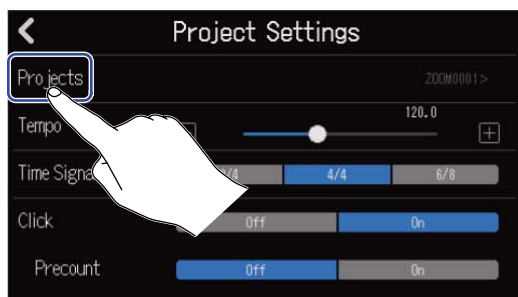 Project Settings
Projects ZOOM0001>
Tempo 120.0
Time Signa /4 4/4 6/8
Click Off On
Precount Off On